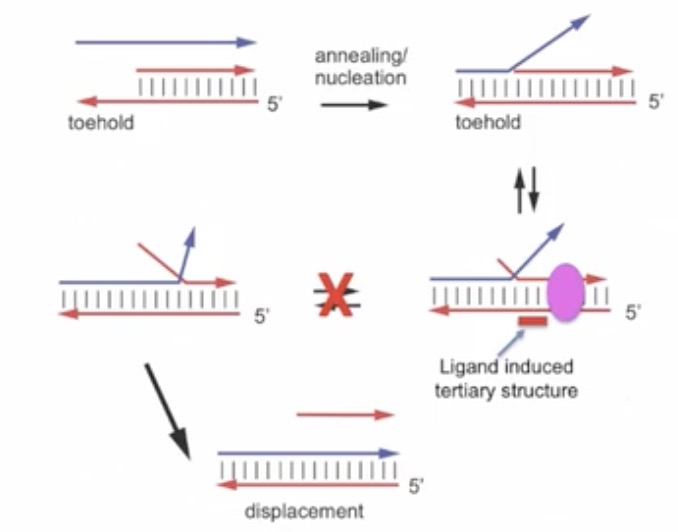 annealing/
nucleation
5'
toehold
5'
toehold
5'
X
5'
Ligand induced
tertiary structure
5'
displacement